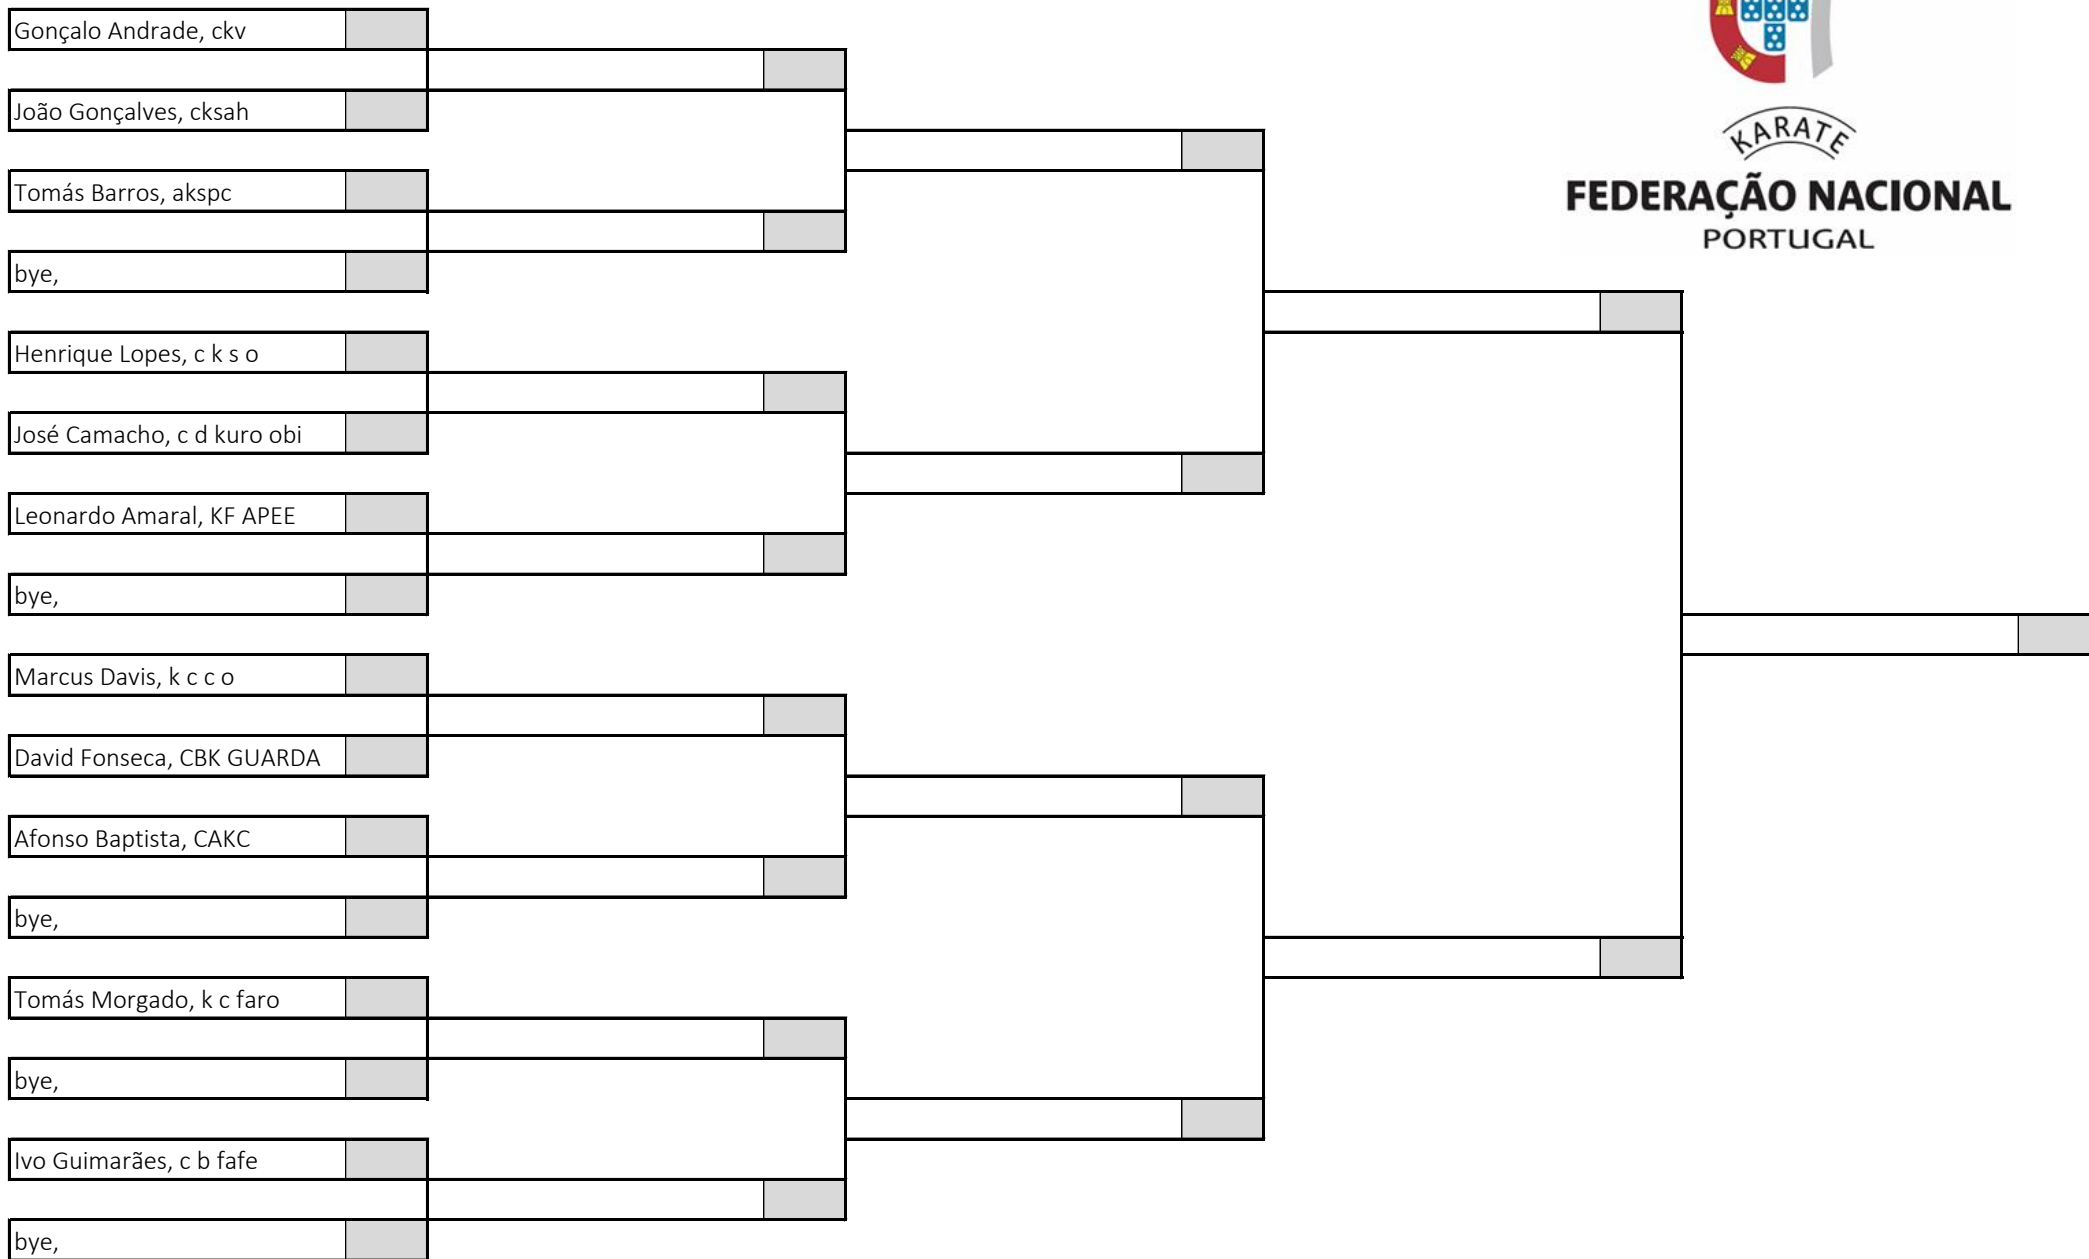 Gonçalo Andrade, ckv
João Gonçalves, cksah
KARATE
Tomás Barros, akspc
FEDERAÇÃO NACIONAL
PORTUGAL
bye,
Henrique Lopes, c k s o
José Camacho, c d kuro obi
Leonardo Amaral, KF APEE
bye,
Marcus Davis, k c c o
David Fonseca, CBK GUARDA
Afonso Baptista, CAKC
bye,
Tomás Morgado, k c faro
bye,
Ivo Guimarães, c b fafe
bye,